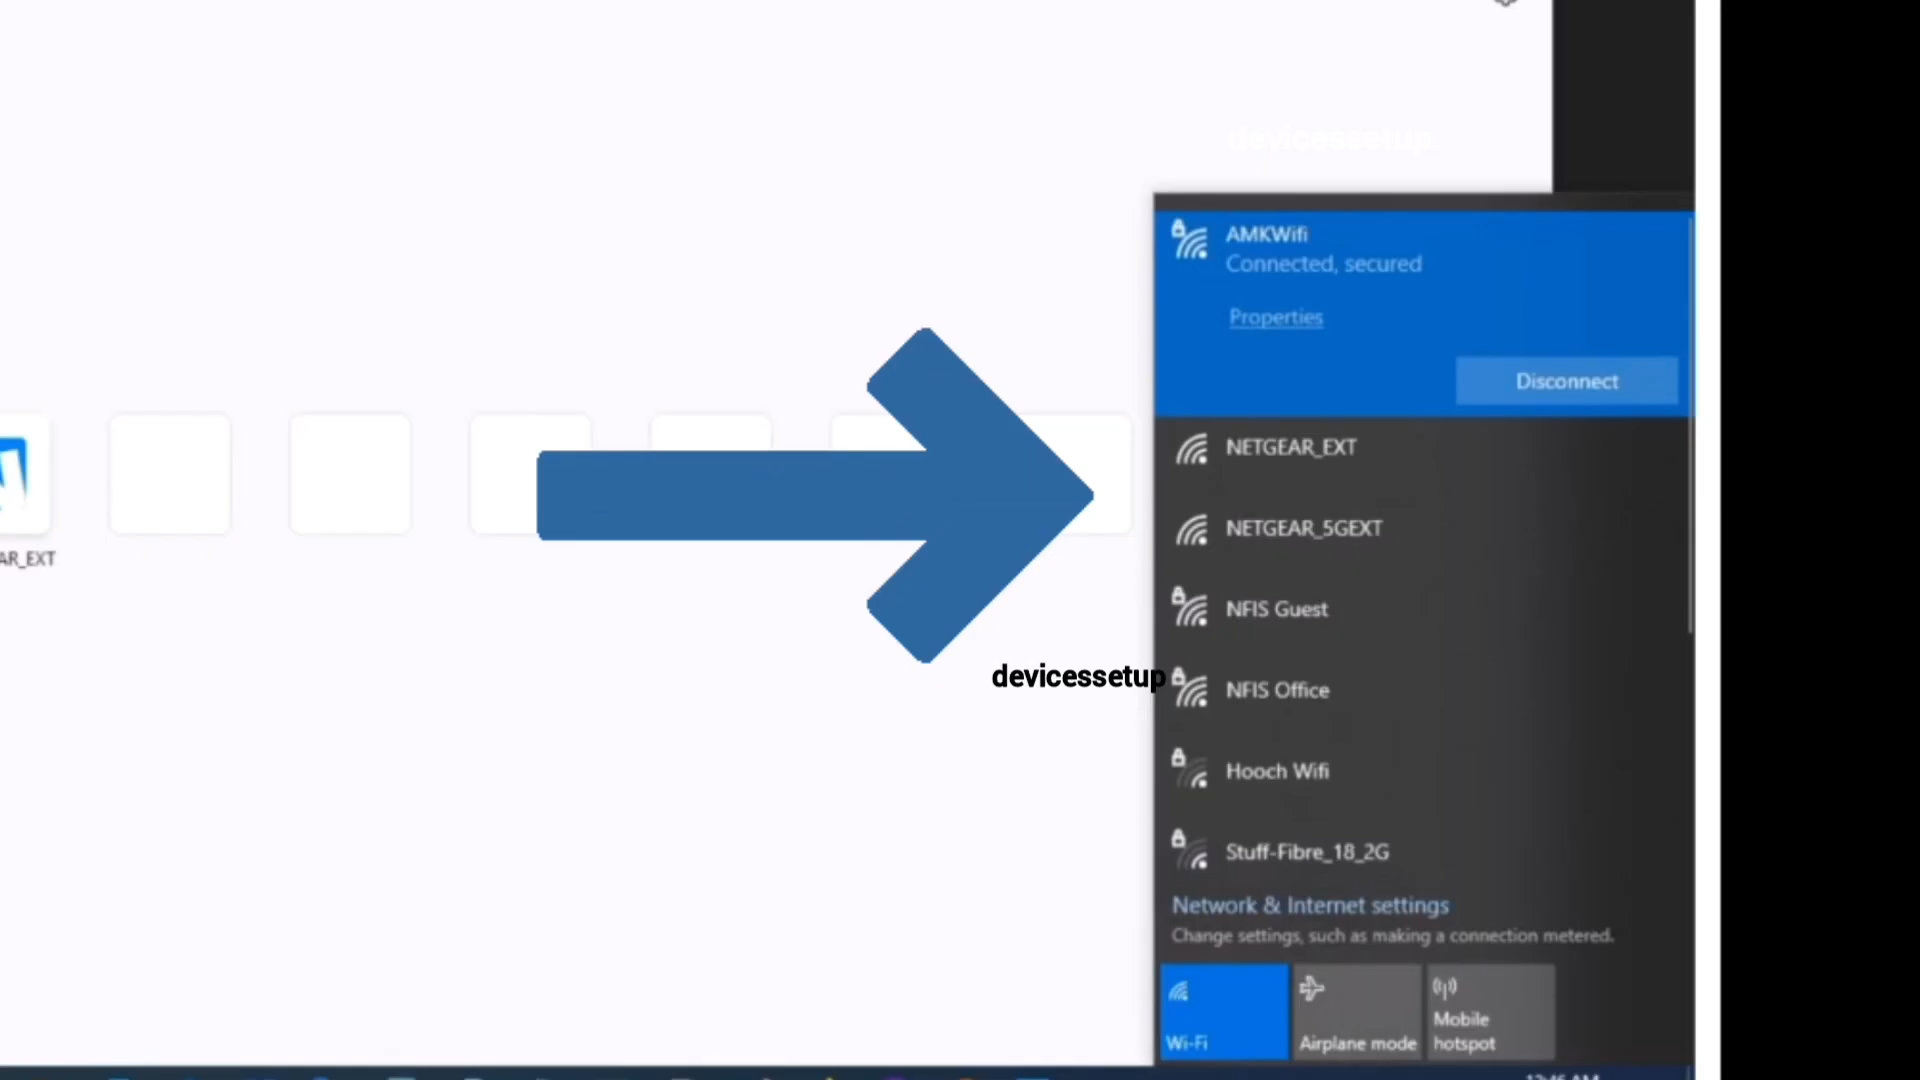 devicessetup
AMKWifi
Connected, secured
Properties
Disconnect
NETGEAR_EXT
NETGEAR_5GEXT
AR_EXT
NFIS Guest
devicessetup
NFIS Office
Hooch Wifi
Stuff-Fibre_18_2G
Network & Internet settings
Change settings, such as making a connection metered.
Wi-Fi
Airplane mode
Mobile
hotspot